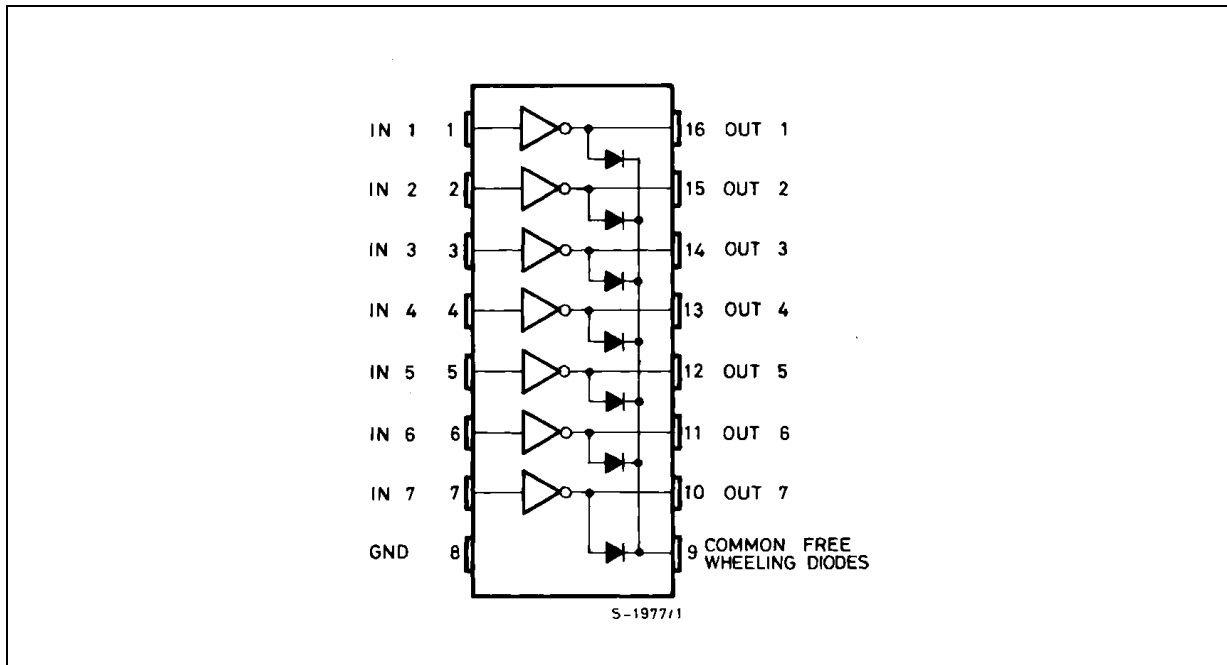 IN 1 1 16 OUT 1
IN 2 2 15 OUT 2
IN 3 3 14 OUT 3
IN 4 4 13 OUT 4
IN 5 5 12 OUT 5
IN 6 6 11 OUT 6
IN 7 7 10 OUT 7
GND 8 9 COMMON FREE
WHEELING DIODES
S-1977/1